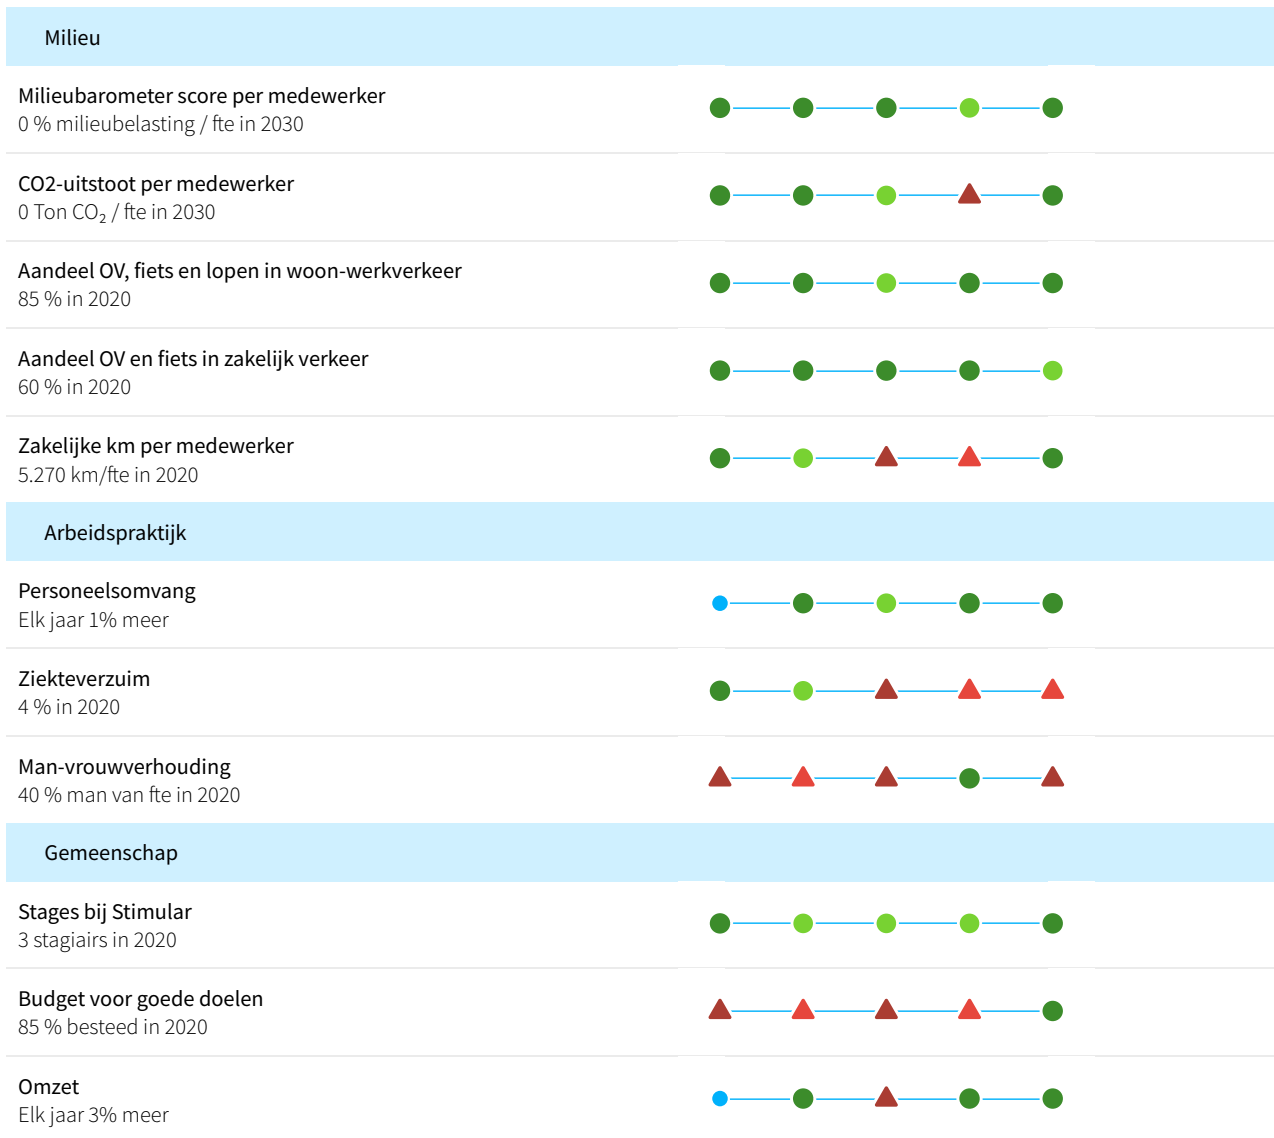 Milieu
Milieubarometer score per medewerker
0 % milieubelasting / fte in 2030
CO2-uitstoot per medewerker
0 Ton CO₂ / fte in 2030
Aandeel OV, fiets en lopen in woon-werkverkeer
85 % in 2020
Aandeel OV en fiets in zakelijk verkeer
60 % in 2020
Zakelijke km per medewerker
5.270 km/fte in 2020
Arbeidspraktijk
Personeelsomvang
Elk jaar 1% meer
Ziekteverzuim
4 % in 2020
Man-vrouwverhouding
40 % man van fte in 2020
Gemeenschap
Stages bij Stimular
3 stagiairs in 2020
Budget voor goede doelen
85 % besteed in 2020
Omzet
Elk jaar 3% meer